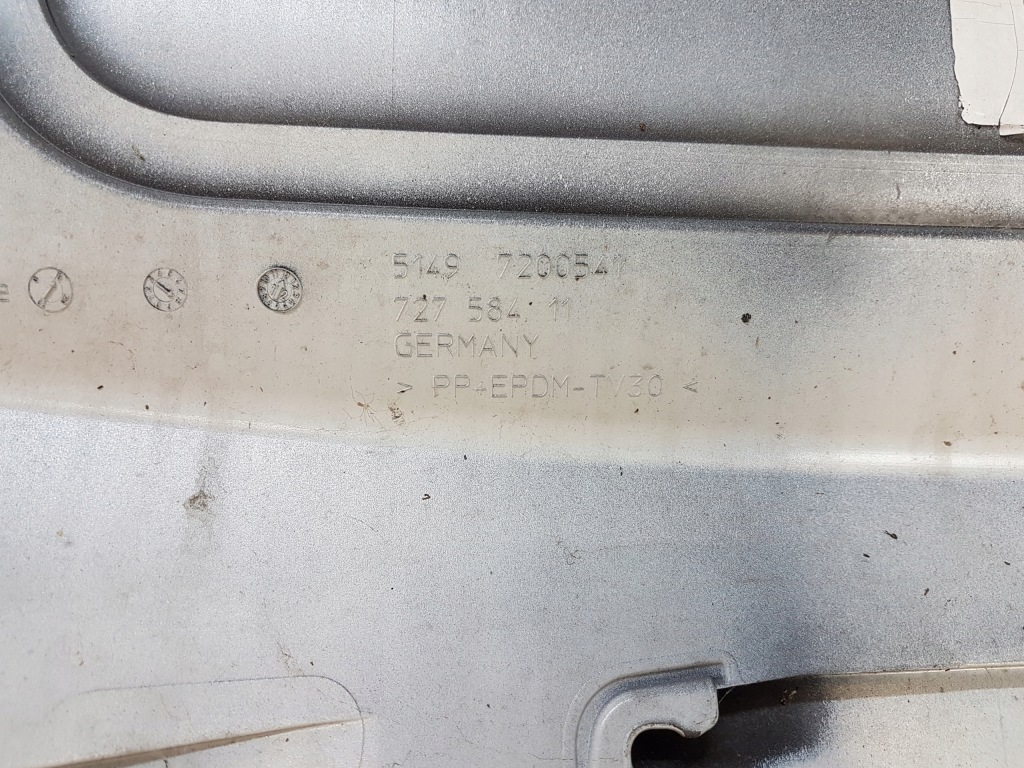 5149 7200541
727 584 11
GERMANY
> PP+EPDM-TV30 <